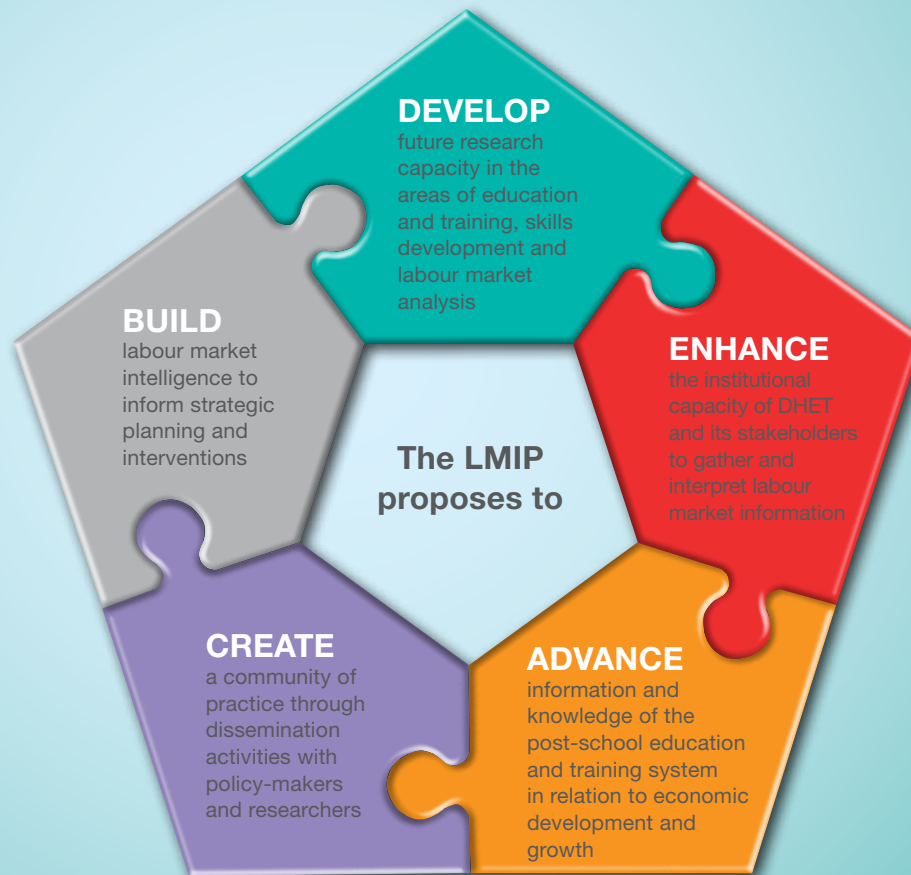 DEVELOP
future research
capacity in the
areas of education
and training, skills
development and
labour market
analysis
BUILD
labour market
intelligence to
inform strategic
planning and
interventions
ENHANCE
the institutional
capacity of DHET
and its stakeholders
to gather and
interpret labour
market information
The LMIP
proposes to
CREATE
a community of
practice through
dissemination
activities with
policy-makers
and researchers
ADVANCE
information and
knowledge of the
post-school education
and training system
in relation to economic
development and
growth